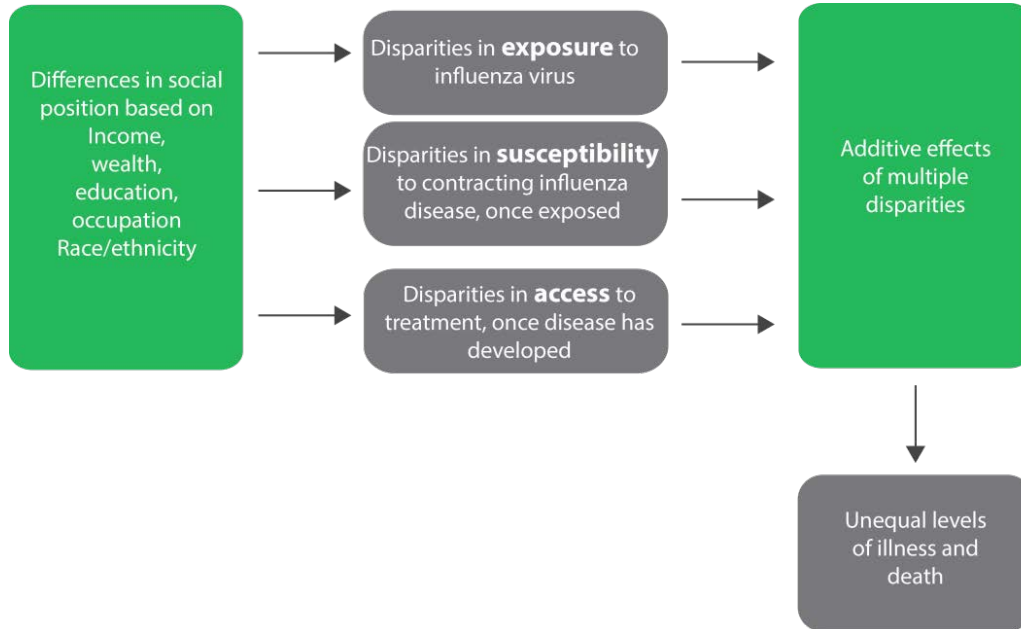 Differences in social
position based on
Income,
wealth,
education,
occupation
Race/ethnicity
Disparities in exposure to
influenza virus
Disparities in susceptibility
to contracting influenza
disease, once exposed
Disparities in access to
treatment, once disease has
developed
Additive effects
of multiple
disparities
Unequal levels
of illness and
death